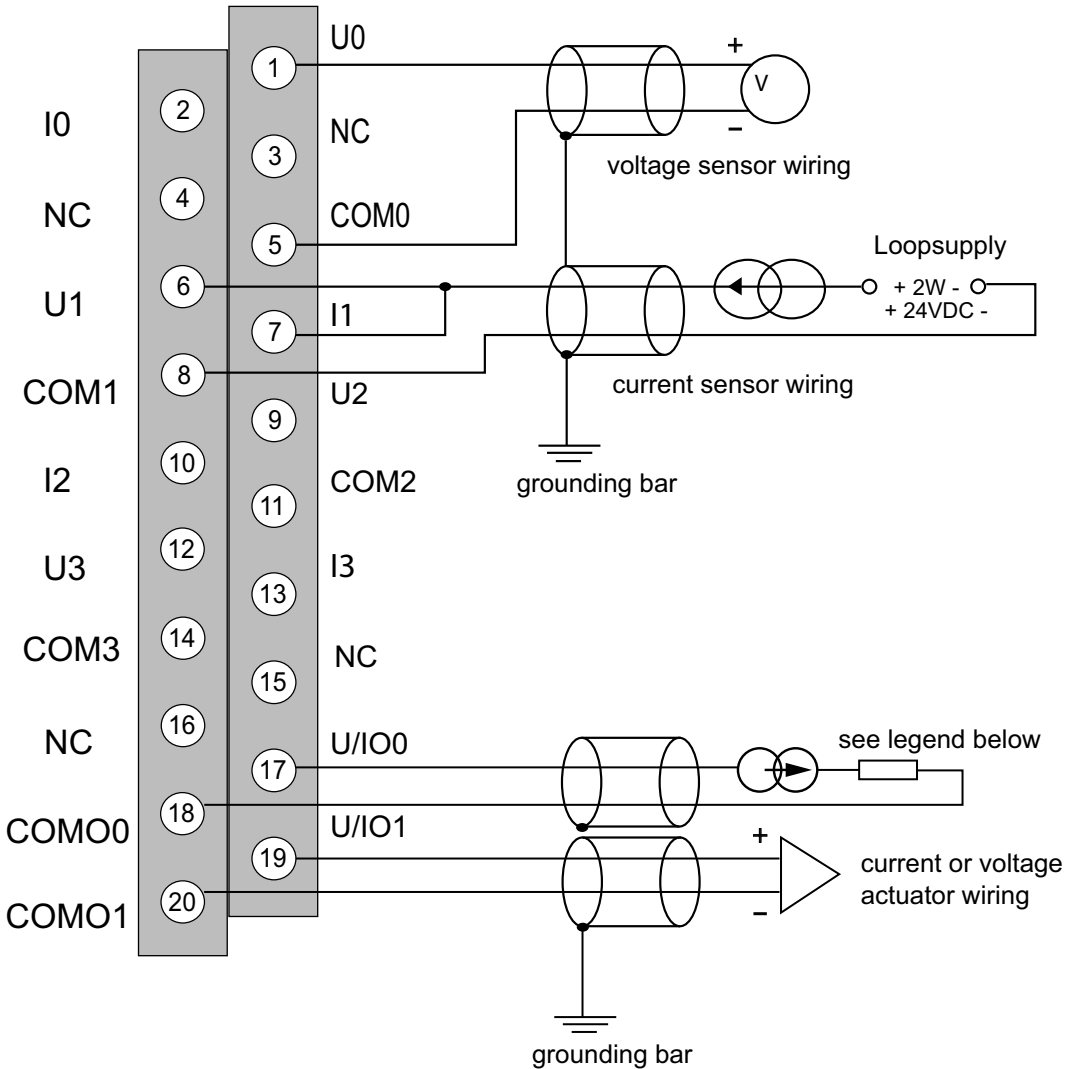 U0
1
+
V
2
I0
NC
–
3
voltage sensor wiring
4
NC
COM0
5
Loopsupply
6
+ 2W -
U1
+ 24VDC -
I1
7
8
current sensor wiring
COM1
U2
9
10
I2
COM2
grounding bar
11
12
U3
I3
13
14
COM3
NC
15
16
NC
U/IO0
see legend below
17
18
COMO0
U/IO1
+
19
current or voltage
actuator wiring
20
–
COMO1
grounding bar